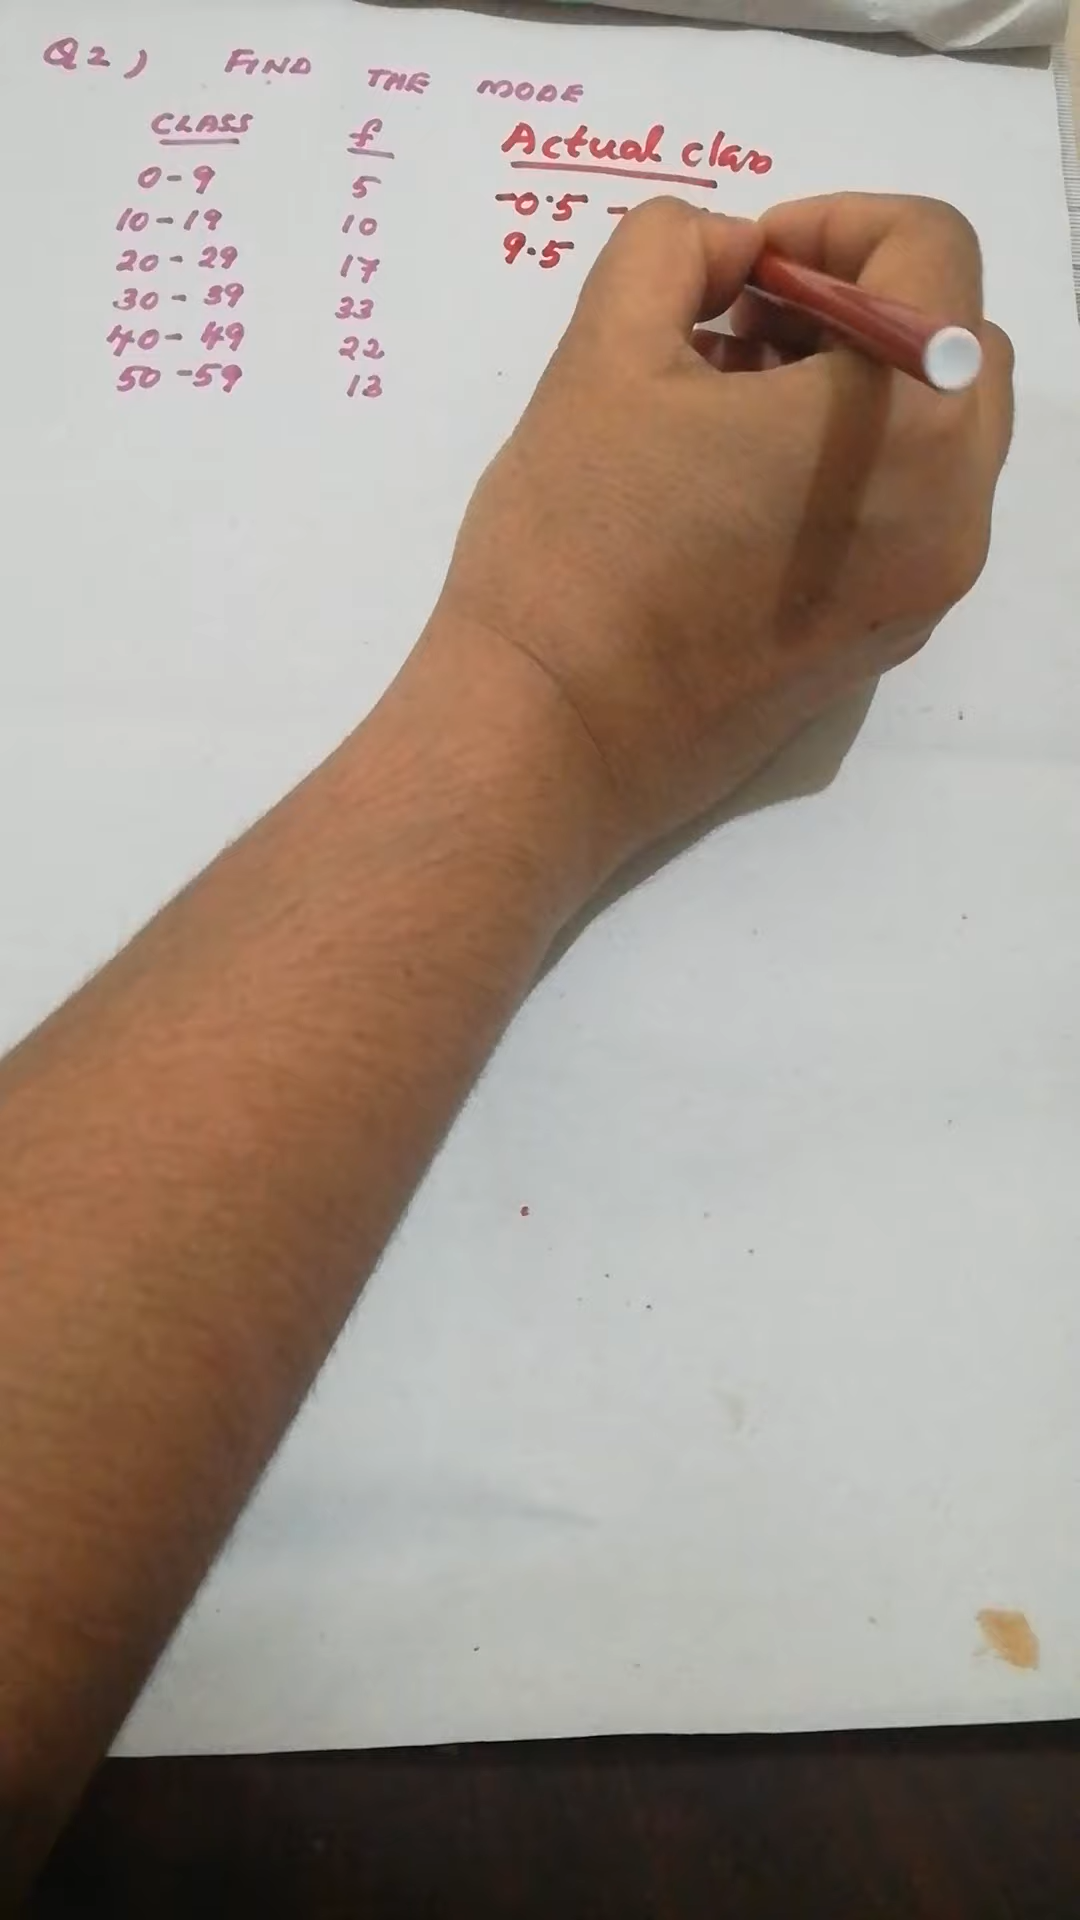 Q2) FIND THE MODE
CLASS f Actual class
0-9 5 -0.5 -
10-19 10 9.5
20-29 17
30-39 33
40-49 22
50-59 13